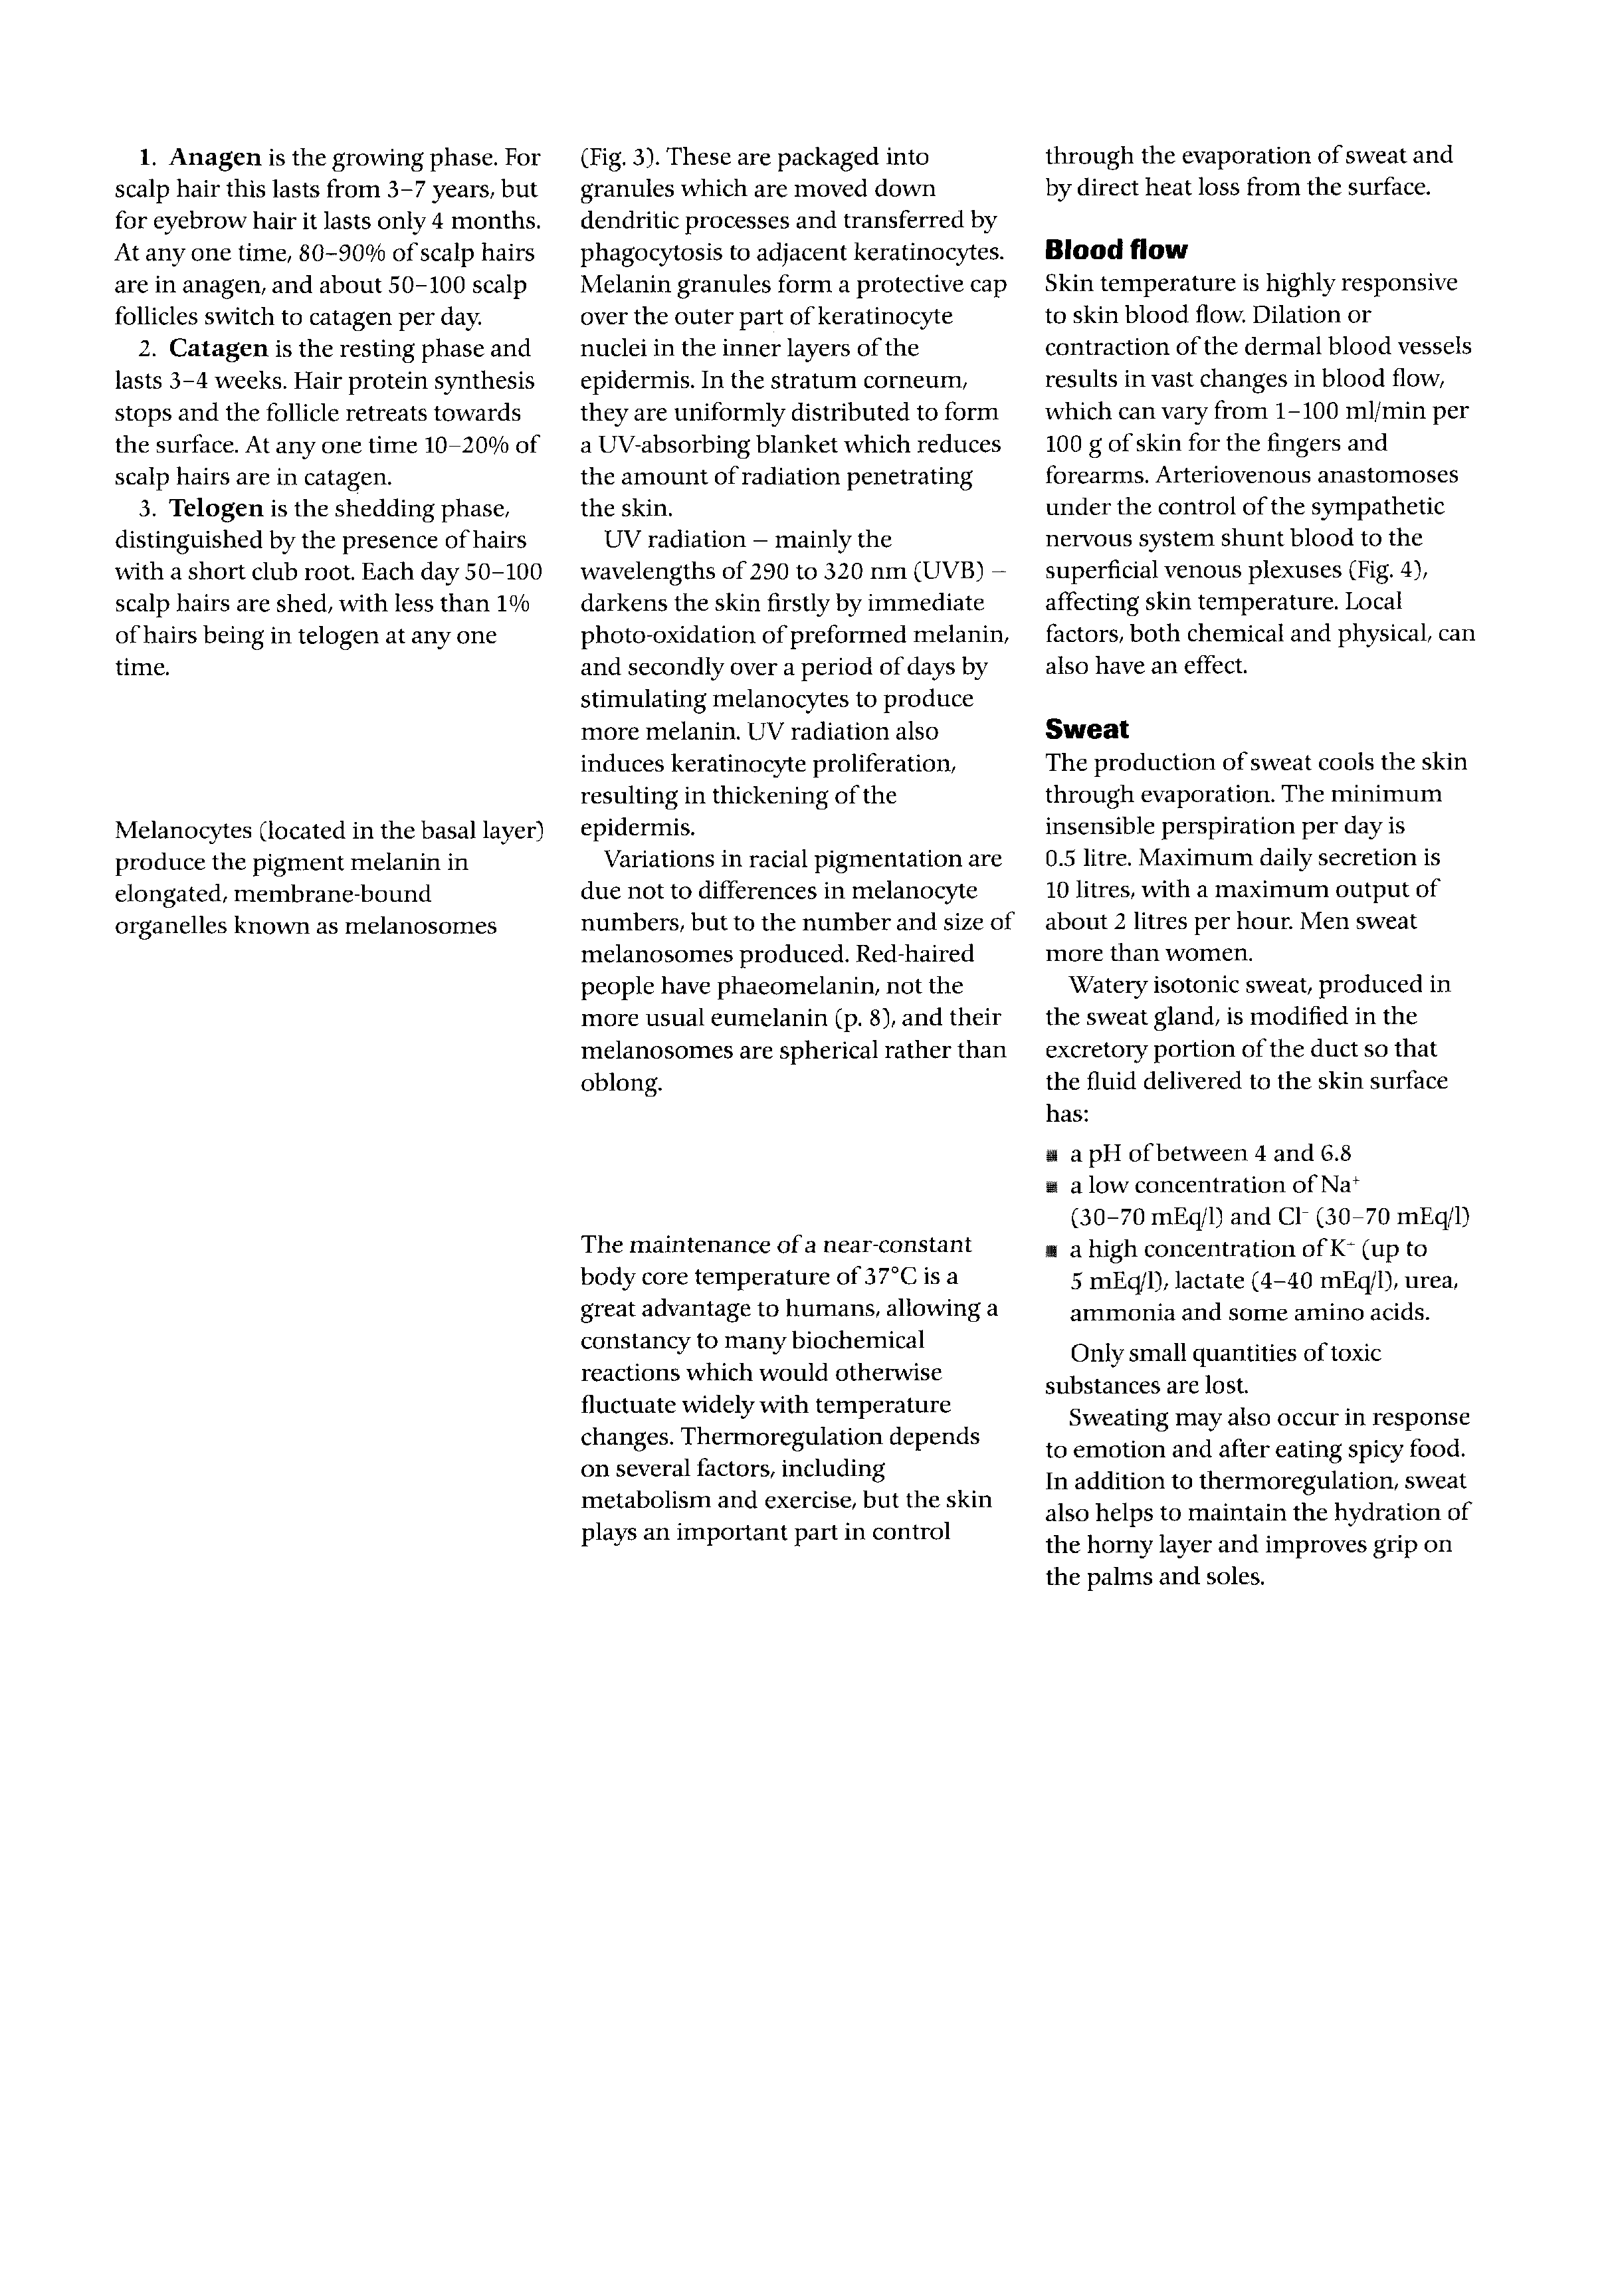 1. Anagen is the growing phase. For
scalp hair this lasts from 3–7 years, but
for eyebrow hair it lasts only 4 months.
At any one time, 80–90% of scalp hairs
are in anagen, and about 50–100 scalp
follicles switch to catagen per day.
2. Catagen is the resting phase and
lasts 3–4 weeks. Hair protein synthesis
stops and the follicle retreats towards
the surface. At any one time 10–20% of
scalp hairs are in catagen.
3. Telogen is the shedding phase,
distinguished by the presence of hairs
with a short club root. Each day 50–100
scalp hairs are shed, with less than 1%
of hairs being in telogen at any one
time.
Melanocytes (located in the basal layer)
produce the pigment melanin in
elongated, membrane-bound
organelles known as melanosomes
(Fig. 3). These are packaged into
granules which are moved down
dendritic processes and transferred by
phagocytosis to adjacent keratinocytes.
Melanin granules form a protective cap
over the outer part of keratinocyte
nuclei in the inner layers of the
epidermis. In the stratum corneum,
they are uniformly distributed to form
a UV-absorbing blanket which reduces
the amount of radiation penetrating
the skin.
UV radiation – mainly the
wavelengths of 290 to 320 nm (UVB) –
darkens the skin firstly by immediate
photo-oxidation of preformed melanin,
and secondly over a period of days by
stimulating melanocytes to produce
more melanin. UV radiation also
induces keratinocyte proliferation,
resulting in thickening of the
epidermis.
Variations in racial pigmentation are
due not to differences in melanocyte
numbers, but to the number and size of
melanosomes produced. Red-haired
people have phaeomelanin, not the
more usual eumelanin (p. 8), and their
melanosomes are spherical rather than
oblong.
The maintenance of a near-constant
body core temperature of 37°C is a
great advantage to humans, allowing a
constancy to many biochemical
reactions which would otherwise
fluctuate widely with temperature
changes. Thermoregulation depends
on several factors, including
metabolism and exercise, but the skin
plays an important part in control
through the evaporation of sweat and
by direct heat loss from the surface.
Blood flow
Skin temperature is highly responsive
to skin blood flow. Dilation or
contraction of the dermal blood vessels
results in vast changes in blood flow,
which can vary from 1–100 ml/min per
100 g of skin for the fingers and
forearms. Arteriovenous anastomoses
under the control of the sympathetic
nervous system shunt blood to the
superficial venous plexuses (Fig. 4),
affecting skin temperature. Local
factors, both chemical and physical, can
also have an effect.
Sweat
The production of sweat cools the skin
through evaporation. The minimum
insensible perspiration per day is
0.5 litre. Maximum daily secretion is
10 litres, with a maximum output of
about 2 litres per hour. Men sweat
more than women.
Watery isotonic sweat, produced in
the sweat gland, is modified in the
excretory portion of the duct so that
the fluid delivered to the skin surface
has:
■ a pH of between 4 and 6.8
■ a low concentration of Na⁺
(30–70 mEq/l) and Cl⁻ (30–70 mEq/l)
■ a high concentration of K⁺ (up to
5 mEq/l), lactate (4–40 mEq/l), urea,
ammonia and some amino acids.
Only small quantities of toxic
substances are lost.
Sweating may also occur in response
to emotion and after eating spicy food.
In addition to thermoregulation, sweat
also helps to maintain the hydration of
the horny layer and improves grip on
the palms and soles.